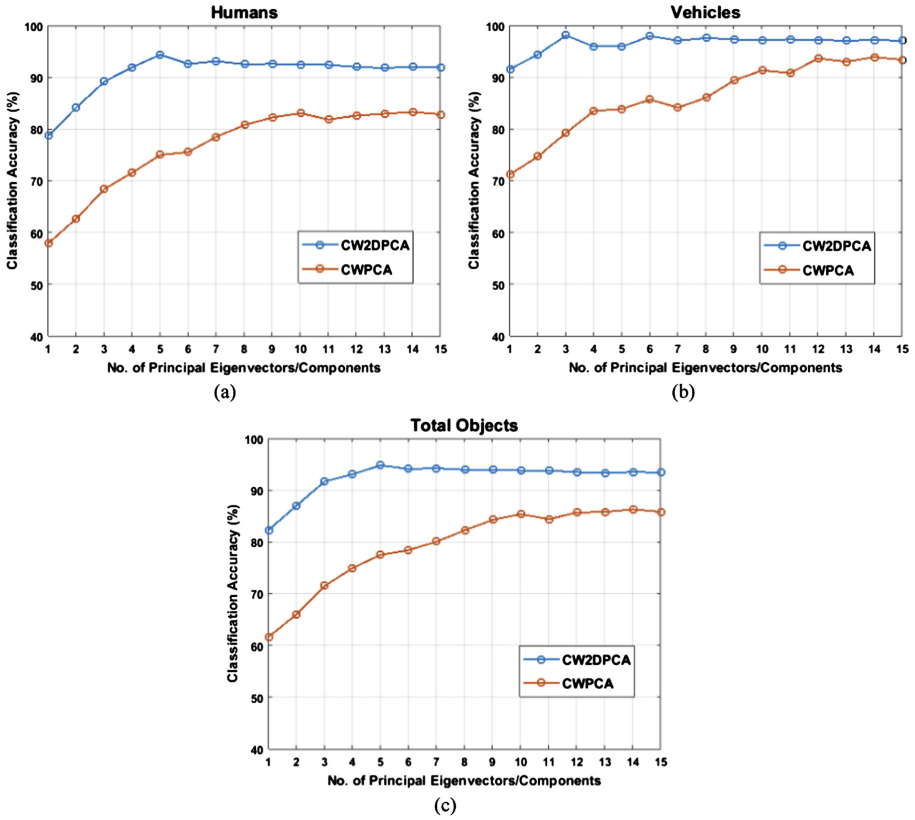 Humans
100
90
80
70
60
50
40
Classification Accuracy (%)
CW2DPCA
CWPCA
1 2 3 4 5 6 7 8 9 10 11 12 13 14 15
No. of Principal Eigenvectors/Components
(a)
Vehicles
100
90
80
70
60
50
40
Classification Accuracy (%)
CW2DPCA
CWPCA
1 2 3 4 5 6 7 8 9 10 11 12 13 14 15
No. of Principal Eigenvectors/Components
(b)
Total Objects
100
90
80
70
60
50
40
Classification Accuracy (%)
CW2DPCA
CWPCA
1 2 3 4 5 6 7 8 9 10 11 12 13 14 15
No. of Principal Eigenvectors/Components
(c)